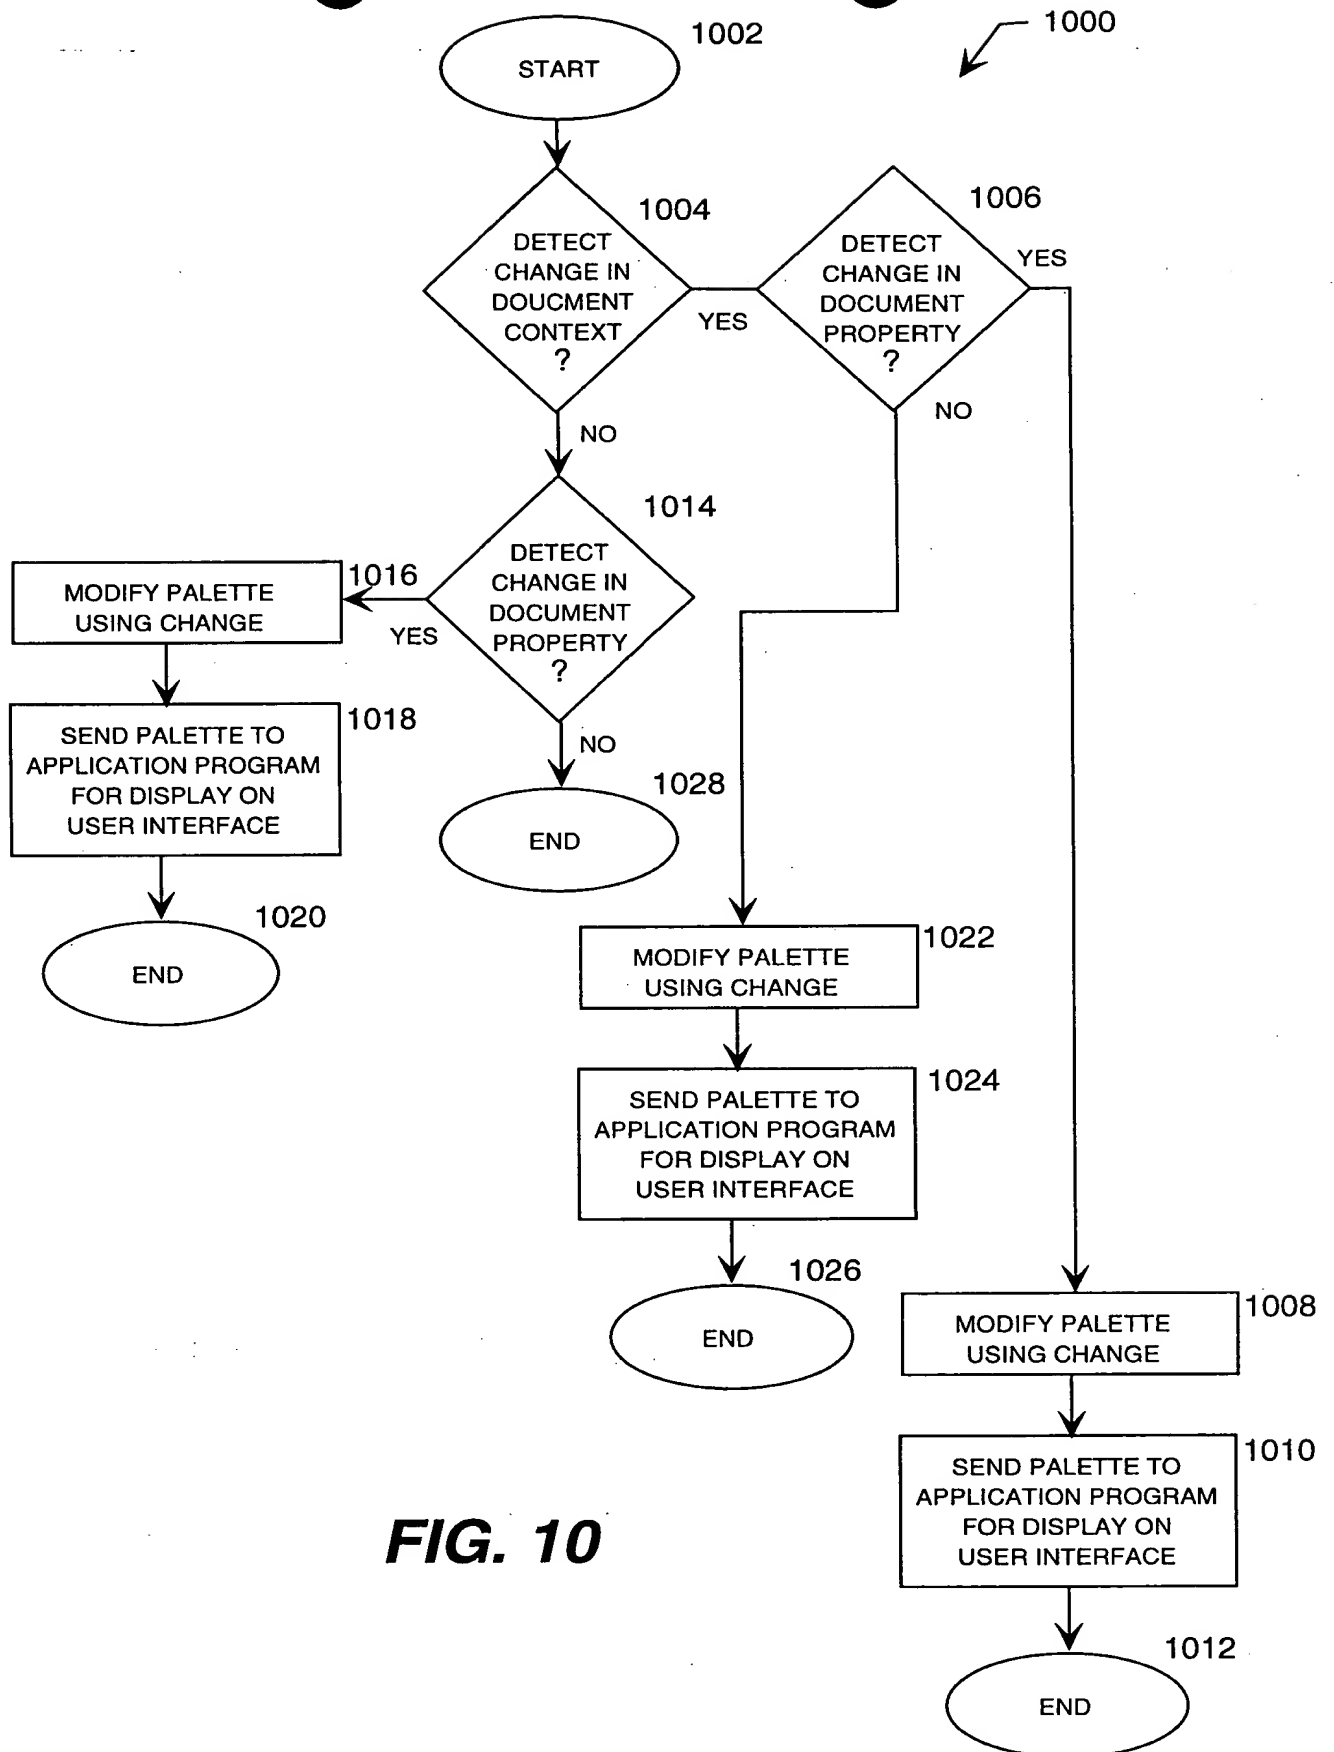 1002
1000
START
1004
1006
DETECT
CHANGE IN
DOUCMENT
CONTEXT
?
YES
DETECT
CHANGE IN
DOCUMENT
PROPERTY
?
YES
NO
NO
1014
DETECT
CHANGE IN
DOCUMENT
PROPERTY
?
YES
NO
1016
MODIFY PALETTE
USING CHANGE
1018
SEND PALETTE TO
APPLICATION PROGRAM
FOR DISPLAY ON
USER INTERFACE
1020
END
1028
END
1022
MODIFY PALETTE
USING CHANGE
1024
SEND PALETTE TO
APPLICATION PROGRAM
FOR DISPLAY ON
USER INTERFACE
1026
END
1008
MODIFY PALETTE
USING CHANGE
1010
SEND PALETTE TO
APPLICATION PROGRAM
FOR DISPLAY ON
USER INTERFACE
1012
END
FIG. 10